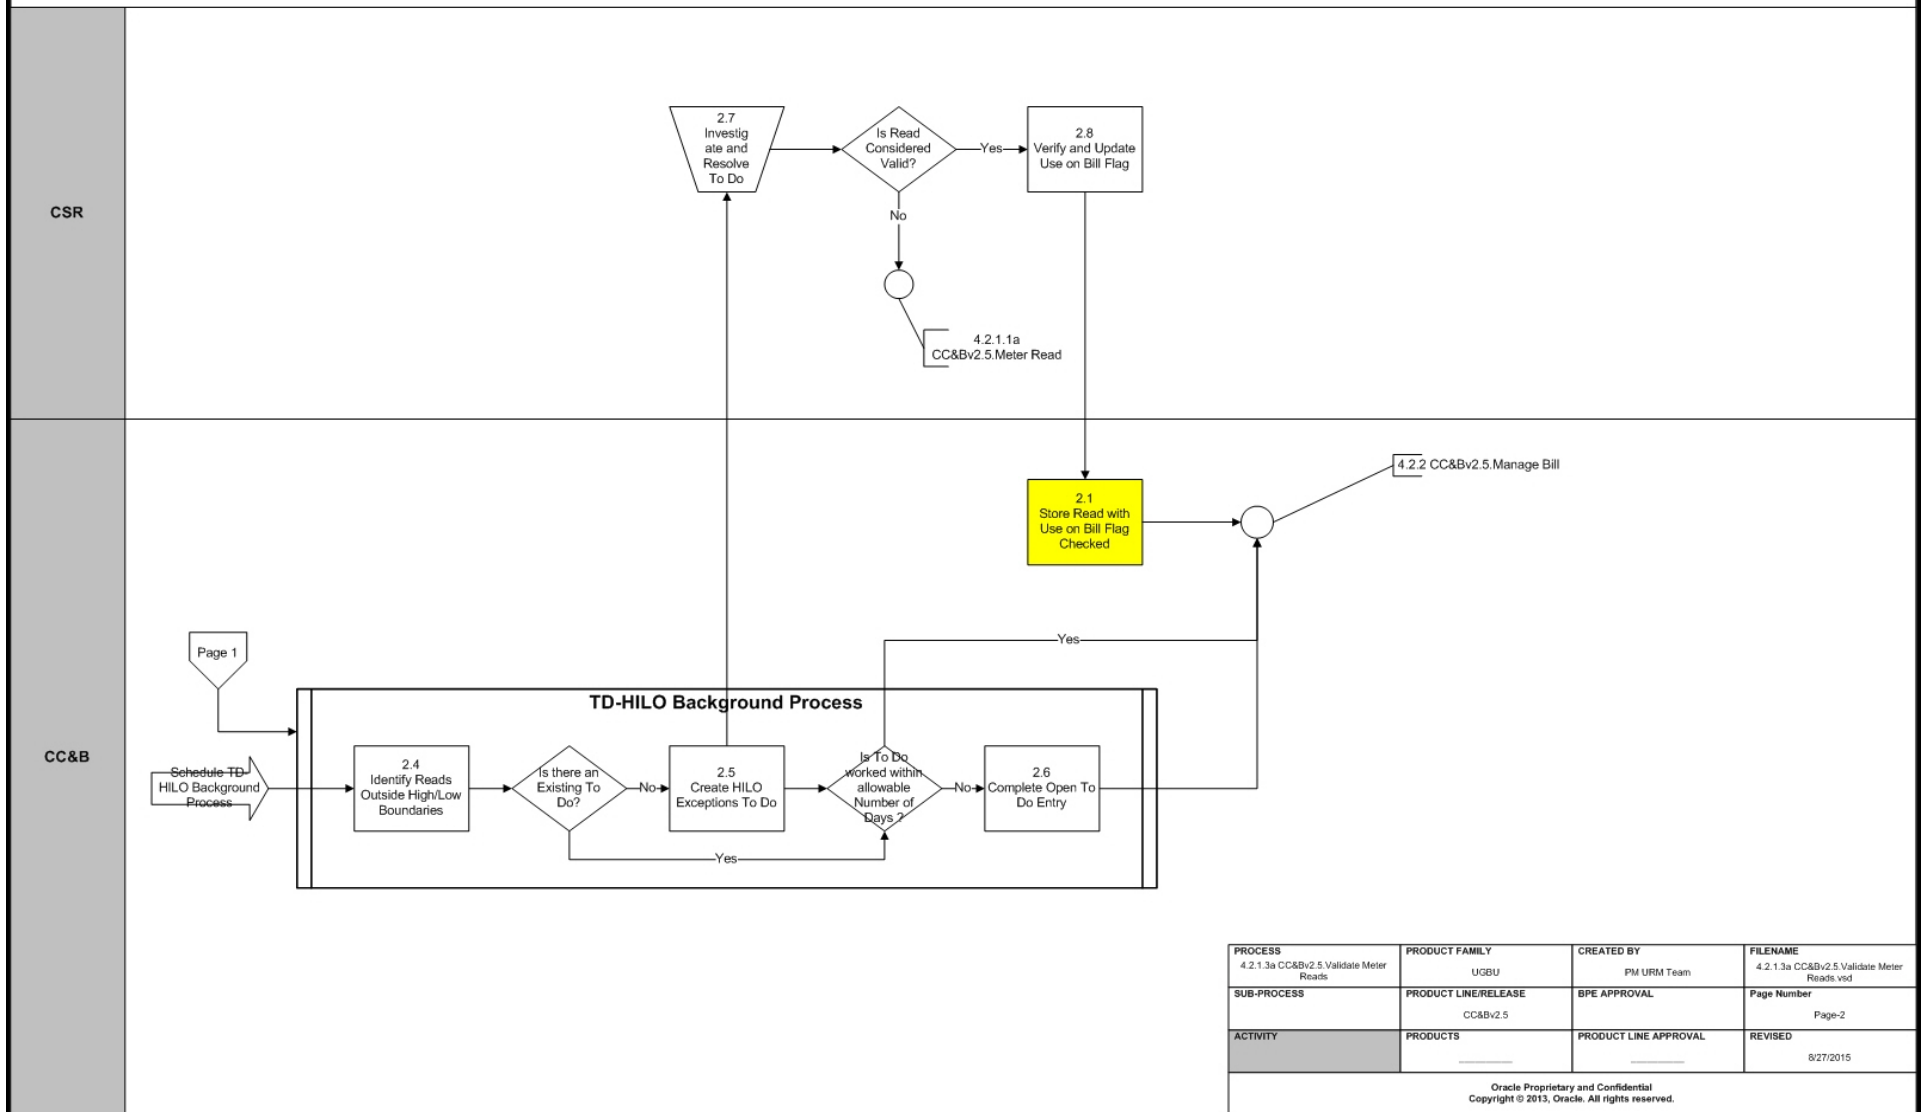 CSR
2.7
Investig
ate and
Resolve
To Do
Is Read
Considered
Valid?
Yes
2.8
Verify and Update
Use on Bill Flag
No
4.2.1.1a
CC&Bv2.5.Meter Read
CC&B
4.2.2 CC&Bv2.5.Manage Bill
2.1
Store Read with
Use on Bill Flag
Checked
Yes
Page 1
TD-HILO Background Process
Schedule TD-
HILO Background
Process
2.4
Identify Reads
Outside High/Low
Boundaries
Is there an
Existing To
Do?
No
2.5
Create HILO
Exceptions To Do
Is To Do
worked within
allowable
Number of
Days ?
No
2.6
Complete Open To
Do Entry
Yes
PROCESS
4.2.1.3a CC&Bv2.5.Validate Meter
Reads
PRODUCT FAMILY
UGBU
CREATED BY
PM URM Team
FILENAME
4.2.1.3a CC&Bv2.5.Validate Meter
Reads.vsd
SUB-PROCESS
PRODUCT LINE/RELEASE
CC&Bv2.5
BPE APPROVAL
Page Number
Page-2
ACTIVITY
PRODUCTS
PRODUCT LINE APPROVAL
REVISED
8/27/2015
Oracle Proprietary and Confidential
Copyright © 2013, Oracle. All rights reserved.